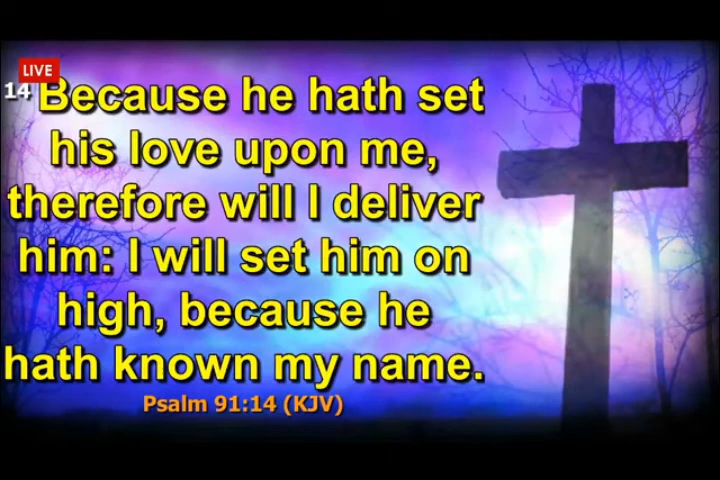 LIVE
14 Because he hath set
his love upon me,
therefore will I deliver
him: I will set him on
high, because he
hath known my name.
Psalm 91:14 (KJV)